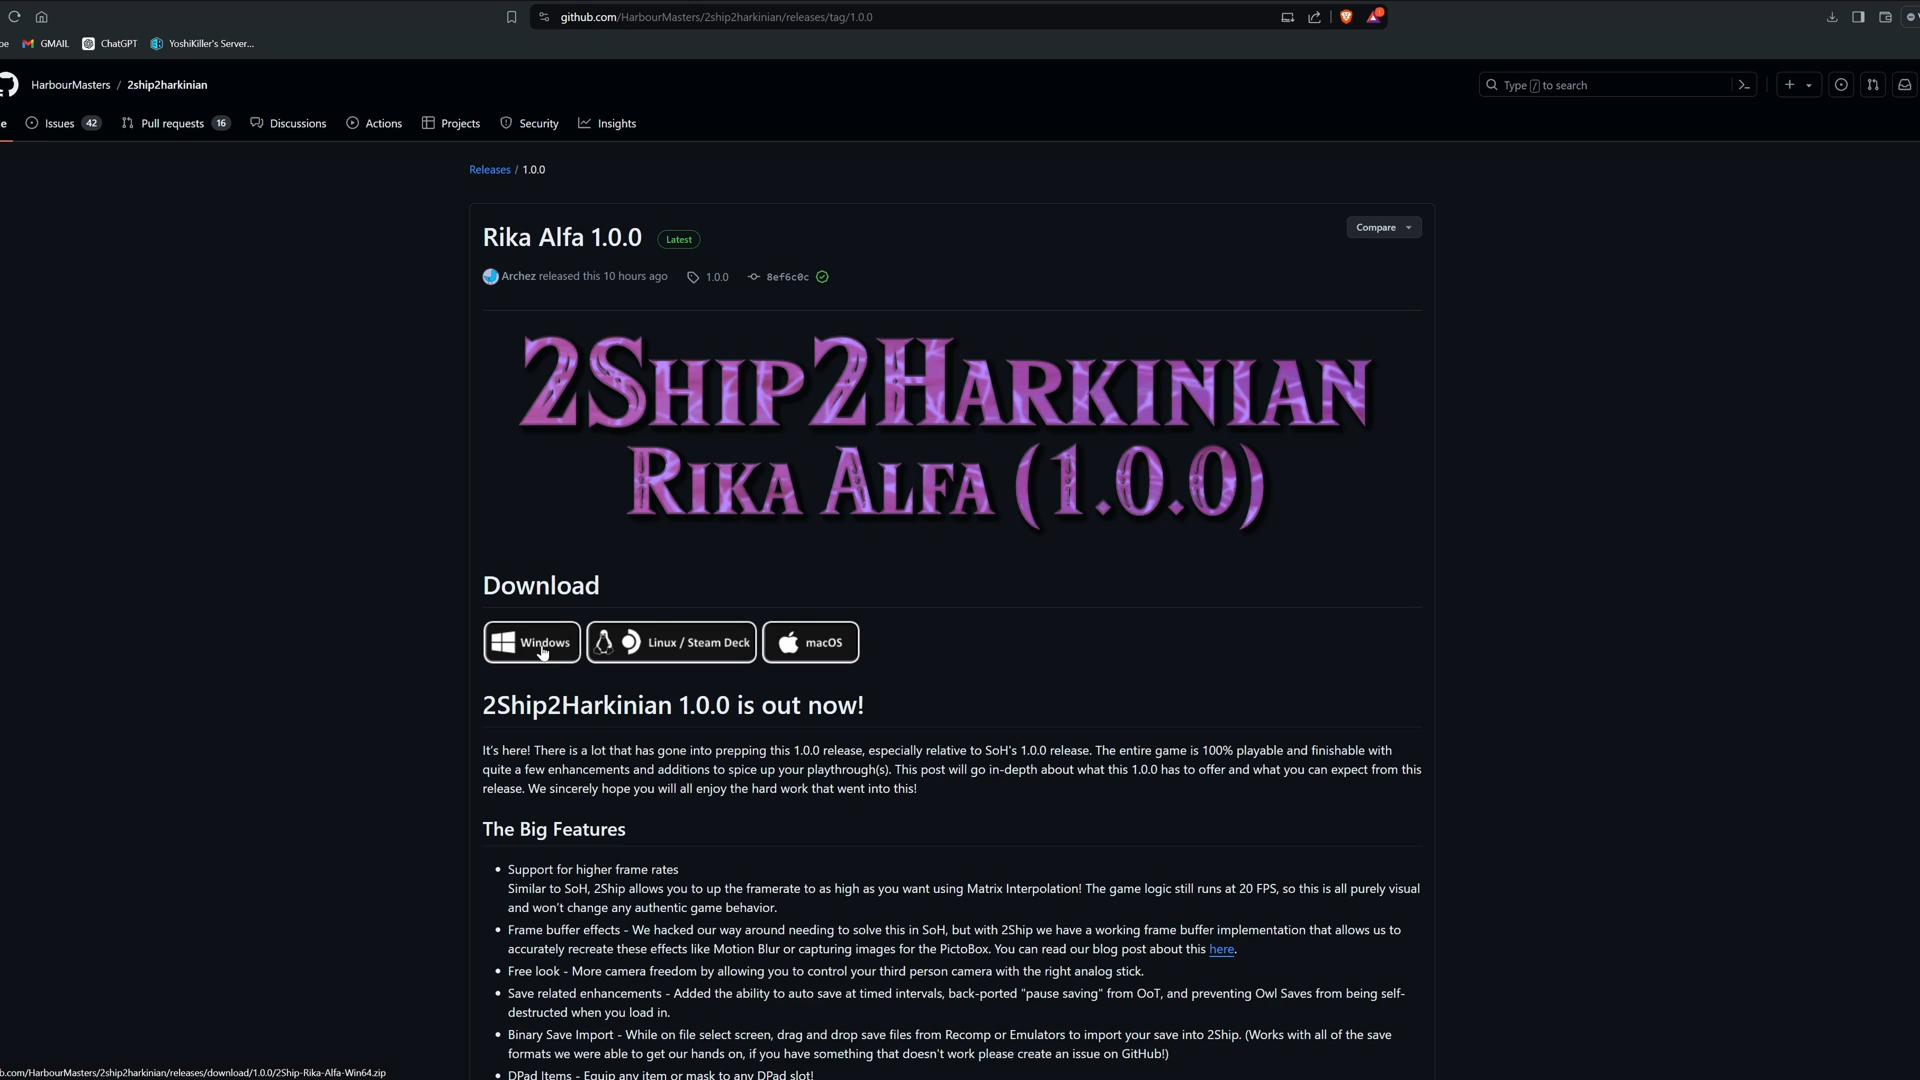 github.com/HarbourMasters/2ship2harkinian/releases/tag/1.0.0
be GMAIL ChatGPT YoshiKiller's Server...
HarbourMasters / 2ship2harkinian
Type / to search
e Issues 42 Pull requests 16 Discussions Actions Projects Security Insights
Releases / 1.0.0
Rika Alfa 1.0.0 Latest
Compare
Archez released this 10 hours ago 1.0.0 8ef6c0c
2Ship2Harkinian
Rika Alfa (1.0.0)
Download
Windows Linux / Steam Deck macOS
2Ship2Harkinian 1.0.0 is out now!
It's here! There is a lot that has gone into prepping this 1.0.0 release, especially relative to SoH's 1.0.0 release. The entire game is 100% playable and finishable with
quite a few enhancements and additions to spice up your playthrough(s). This post will go in-depth about what this 1.0.0 has to offer and what you can expect from this
release. We sincerely hope you will all enjoy the hard work that went into this!
The Big Features
• Support for higher frame rates
Similar to SoH, 2Ship allows you to up the framerate to as high as you want using Matrix Interpolation! The game logic still runs at 20 FPS, so this is all purely visual
and won't change any authentic game behavior.
• Frame buffer effects - We hacked our way around needing to solve this in SoH, but with 2Ship we have a working frame buffer implementation that allows us to
accurately recreate these effects like Motion Blur or capturing images for the PictoBox. You can read our blog post about this here.
• Free look - More camera freedom by allowing you to control your third person camera with the right analog stick.
• Save related enhancements - Added the ability to auto save at timed intervals, back-ported "pause saving" from OoT, and preventing Owl Saves from being self-
destructed when you load in.
• Binary Save Import - While on file select screen, drag and drop save files from Recomp or Emulators to import your save into 2Ship. (Works with all of the save
formats we were able to get our hands on, if you have something that doesn't work please create an issue on GitHub!)
• DPad Items - Equip any item or mask to any DPad slot!
b.com/HarbourMasters/2ship2harkinian/releases/download/1.0.0/2Ship-Rika-Alfa-Win64.zip